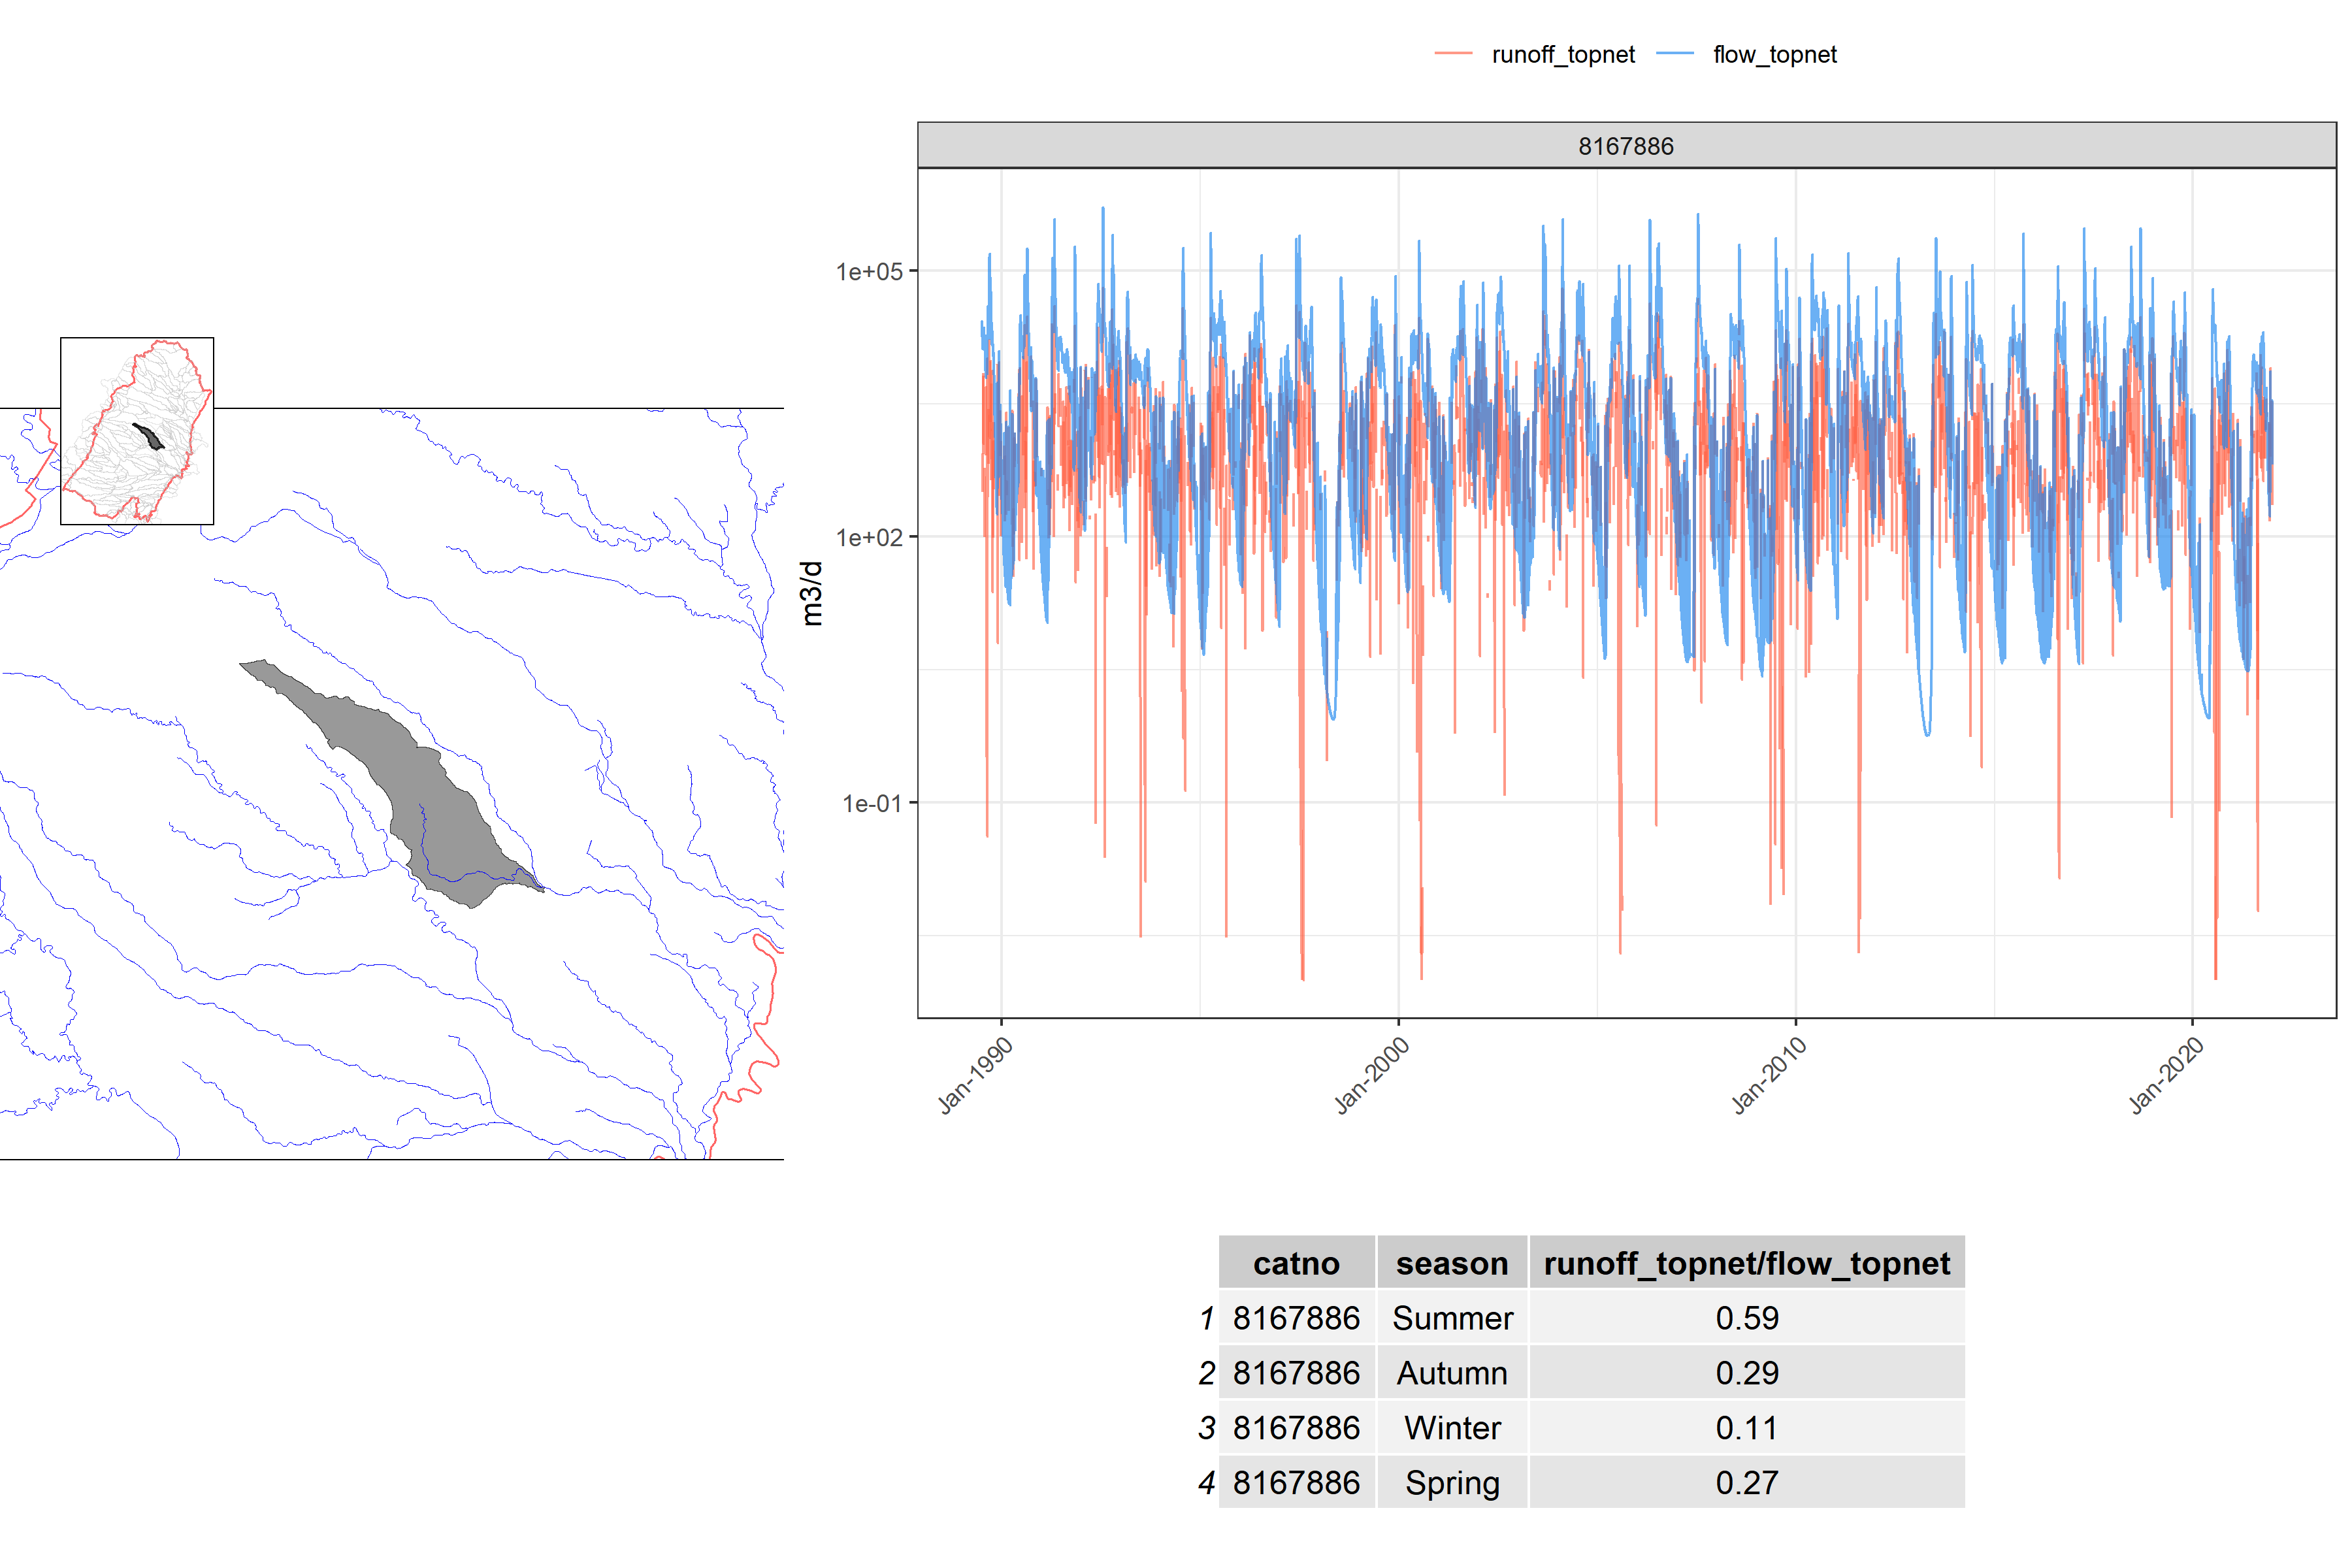 runoff_topnet flow_topnet
8167886
1e+05
1e+02
1e-01
m3/d
Jan-1990 Jan-2000 Jan-2010 Jan-2020
catno season runoff_topnet/flow_topnet
1 8167886 Summer 0.59
2 8167886 Autumn 0.29
3 8167886 Winter 0.11
4 8167886 Spring 0.27